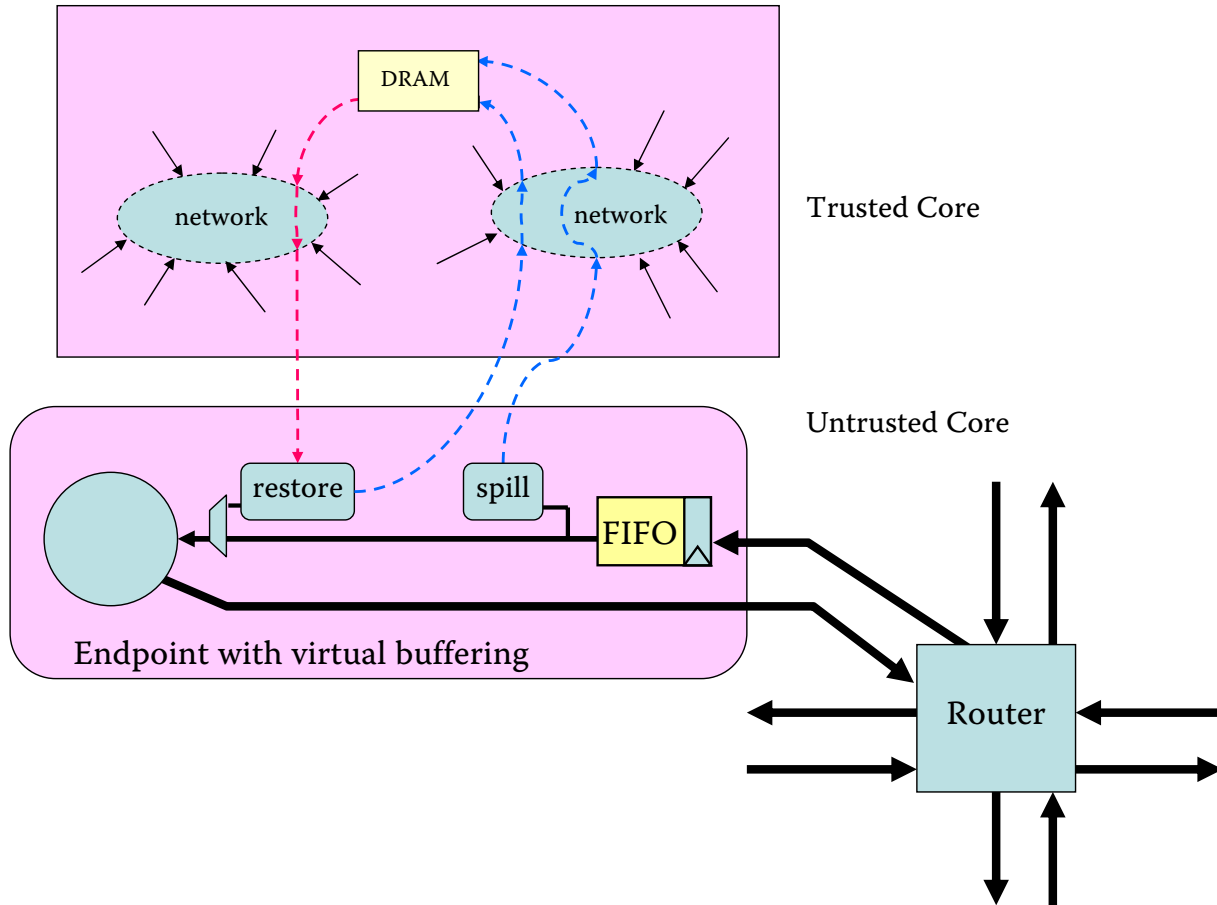 DRAM
network
network
Trusted Core
Untrusted Core
restore
spill
FIFO
Endpoint with virtual buffering
Router